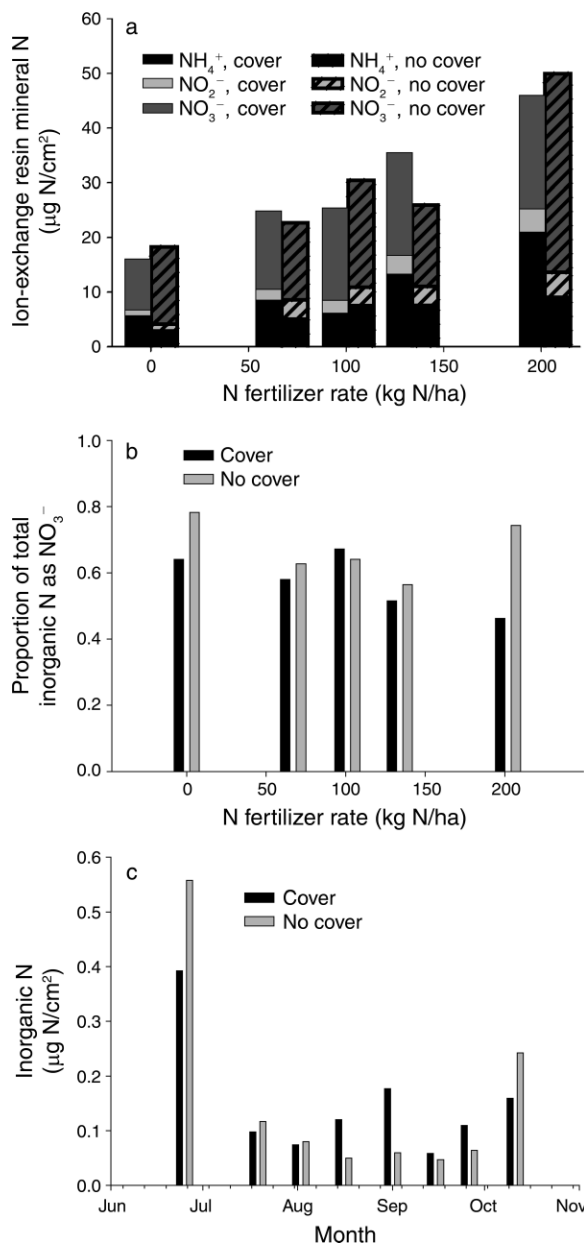 a
NH₄⁺, cover NH₄⁺, no cover
NO₂⁻, cover NO₂⁻, no cover
NO₃⁻, cover NO₃⁻, no cover
Ion-exchange resin mineral N
(µg N/cm²)
60
50
40
30
20
10
0
0 50 100 150 200
N fertilizer rate (kg N/ha)
b
Cover
No cover
Proportion of total
inorganic N as NO₃⁻
1.0
0.8
0.6
0.4
0.2
0.0
0 50 100 150 200
N fertilizer rate (kg N/ha)
c
Cover
No cover
Inorganic N
(µg N/cm²)
0.6
0.5
0.4
0.3
0.2
0.1
0.0
Jun Jul Aug Sep Oct Nov
Month